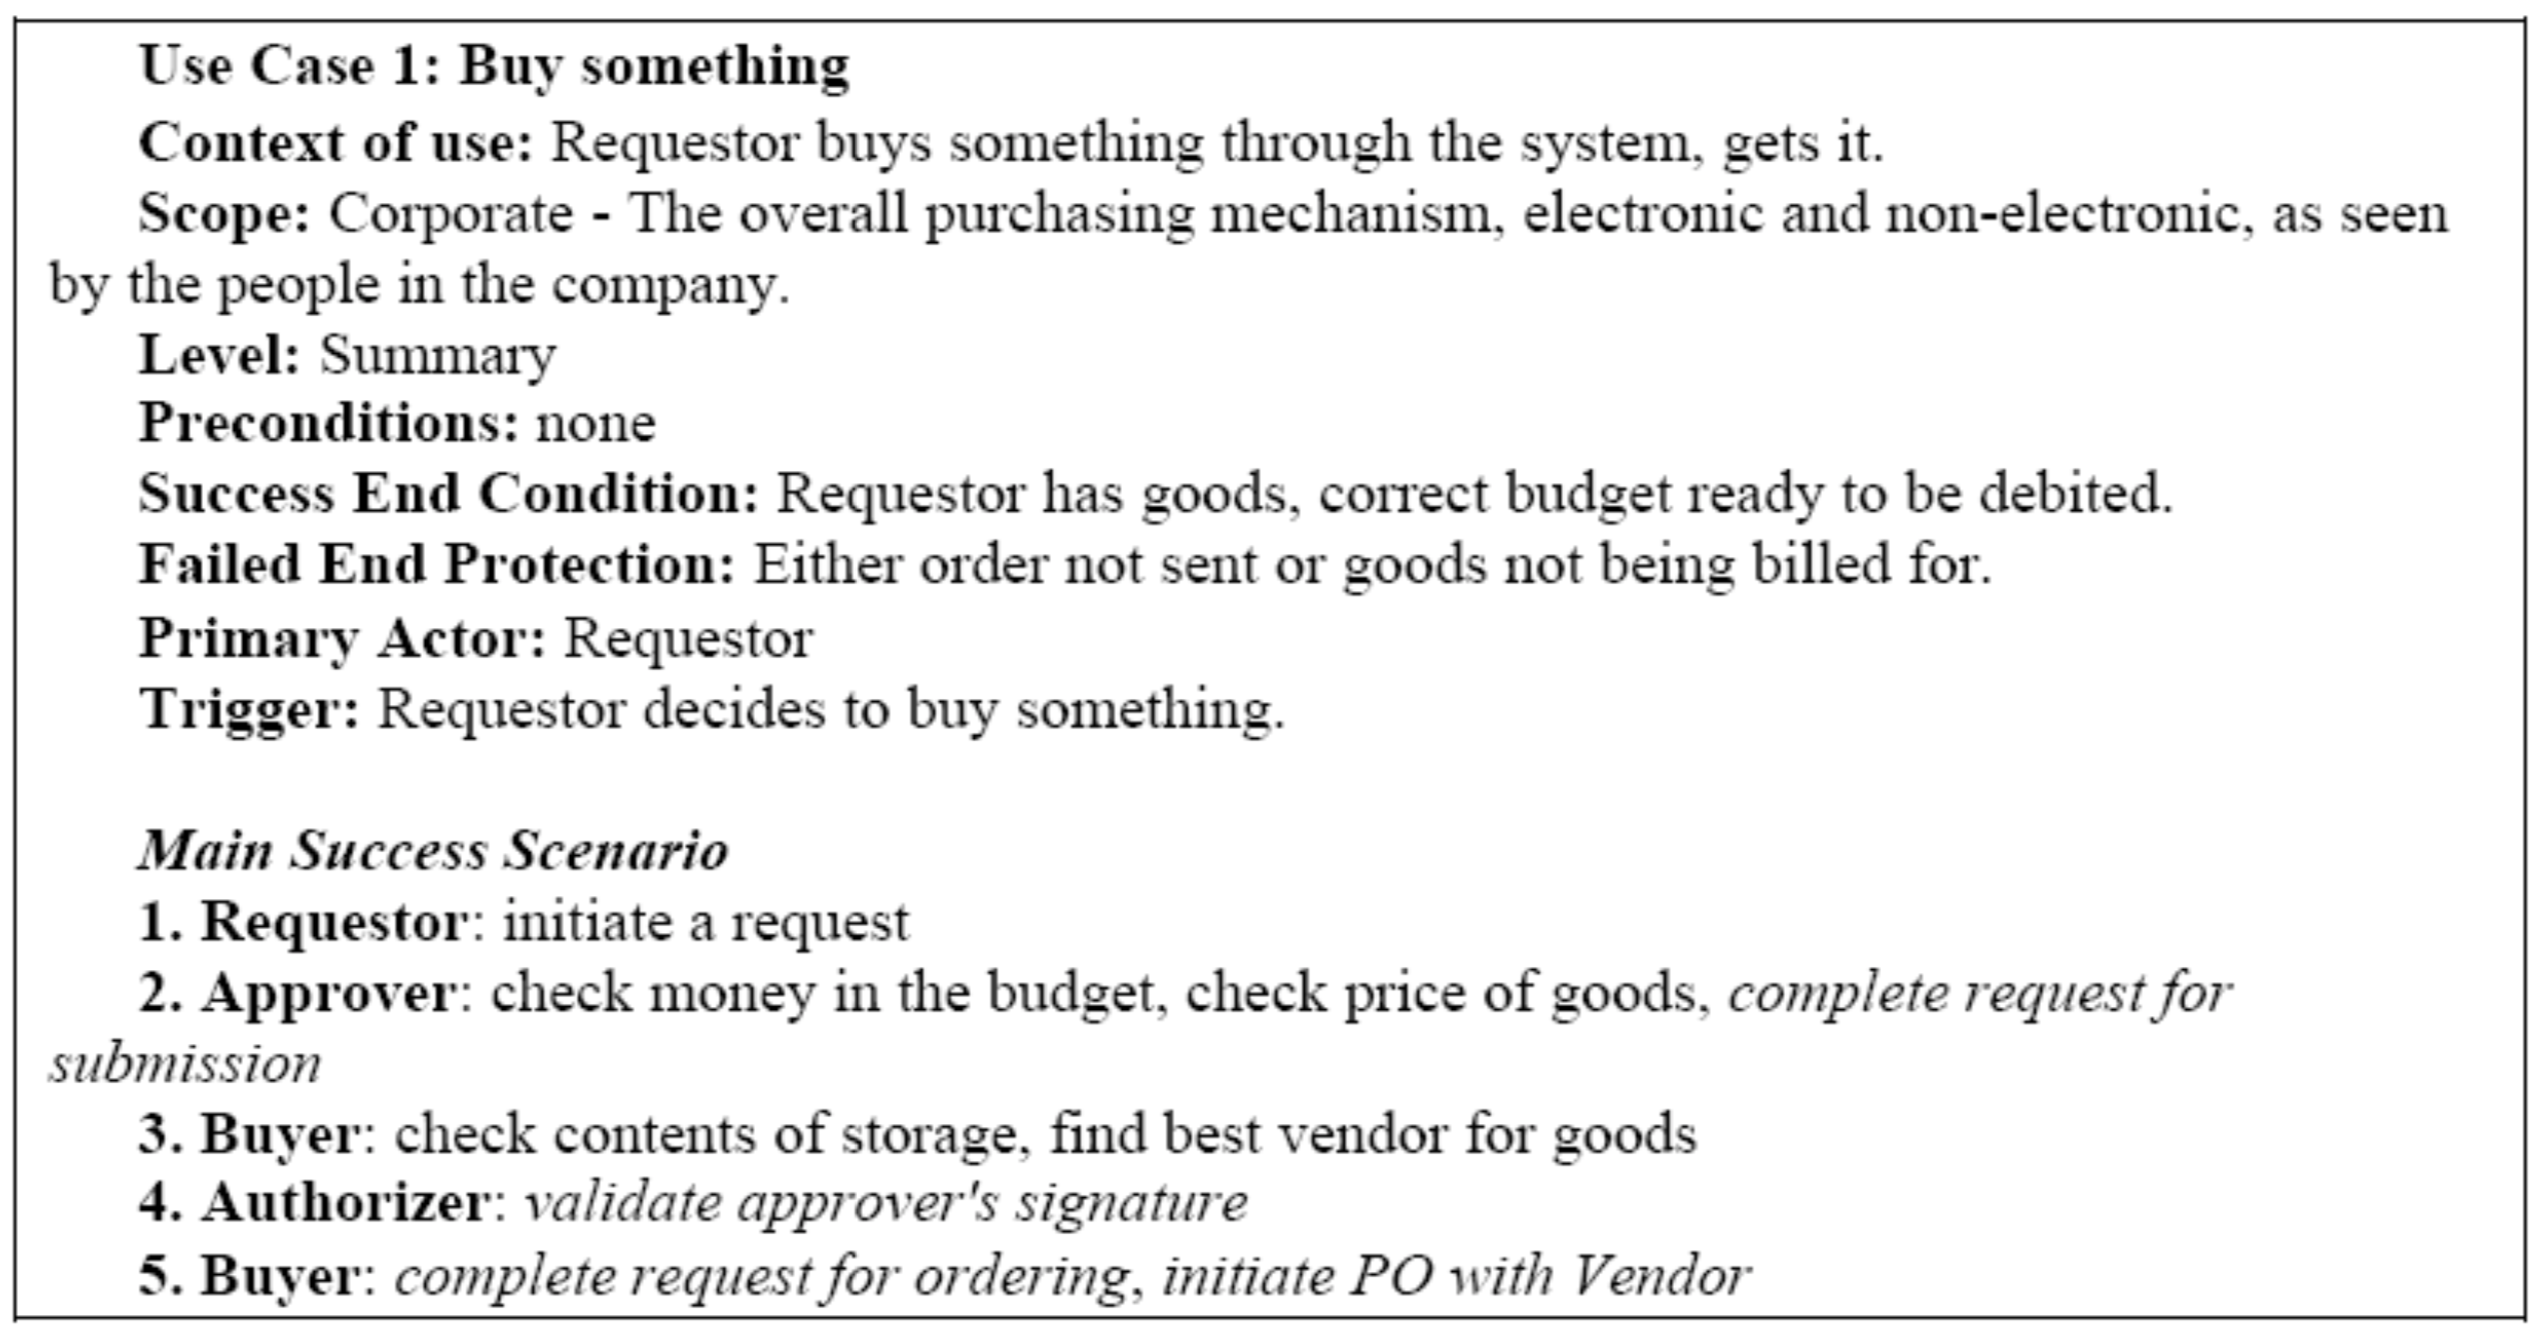 Use Case 1: Buy something
Context of use: Requestor buys something through the system, gets it.
Scope: Corporate - The overall purchasing mechanism, electronic and non-electronic, as seen
by the people in the company.
Level: Summary
Preconditions: none
Success End Condition: Requestor has goods, correct budget ready to be debited.
Failed End Protection: Either order not sent or goods not being billed for.
Primary Actor: Requestor
Trigger: Requestor decides to buy something.
Main Success Scenario
1. Requestor: initiate a request
2. Approver: check money in the budget, check price of goods, complete request for
submission
3. Buyer: check contents of storage, find best vendor for goods
4. Authorizer: validate approver's signature
5. Buyer: complete request for ordering, initiate PO with Vendor